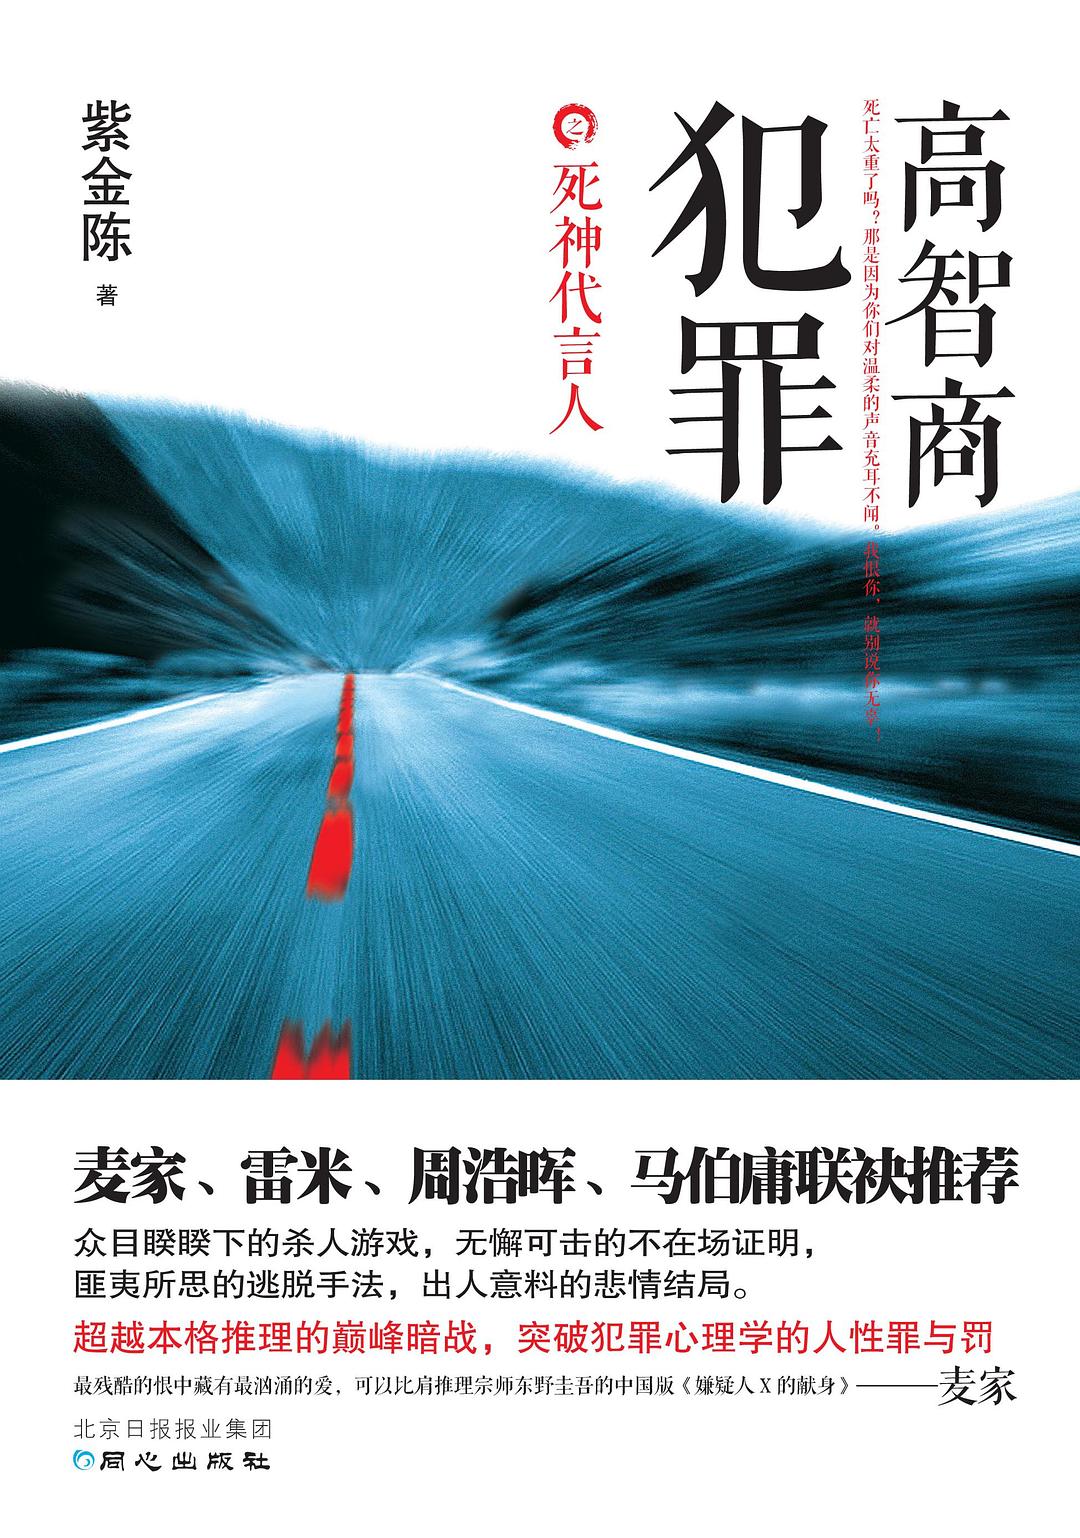 高智商
死亡太重了吗？那是因为你们对温柔的声音充耳不闻。我恨你，就别说你无辜！
犯罪
之
死神代言人
紫金陈
著
麦家、雷米、周浩晖、马伯庸联袂推荐
众目睽睽下的杀人游戏，无懈可击的不在场证明，
匪夷所思的逃脱手法，出人意料的悲情结局。
超越本格推理的巅峰暗战，突破犯罪心理学的人性罪与罚
最残酷的恨中藏有最汹涌的爱，可以比肩推理宗师东野圭吾的中国版《嫌疑人X的献身》———麦家
北京日报报业集团
同心出版社